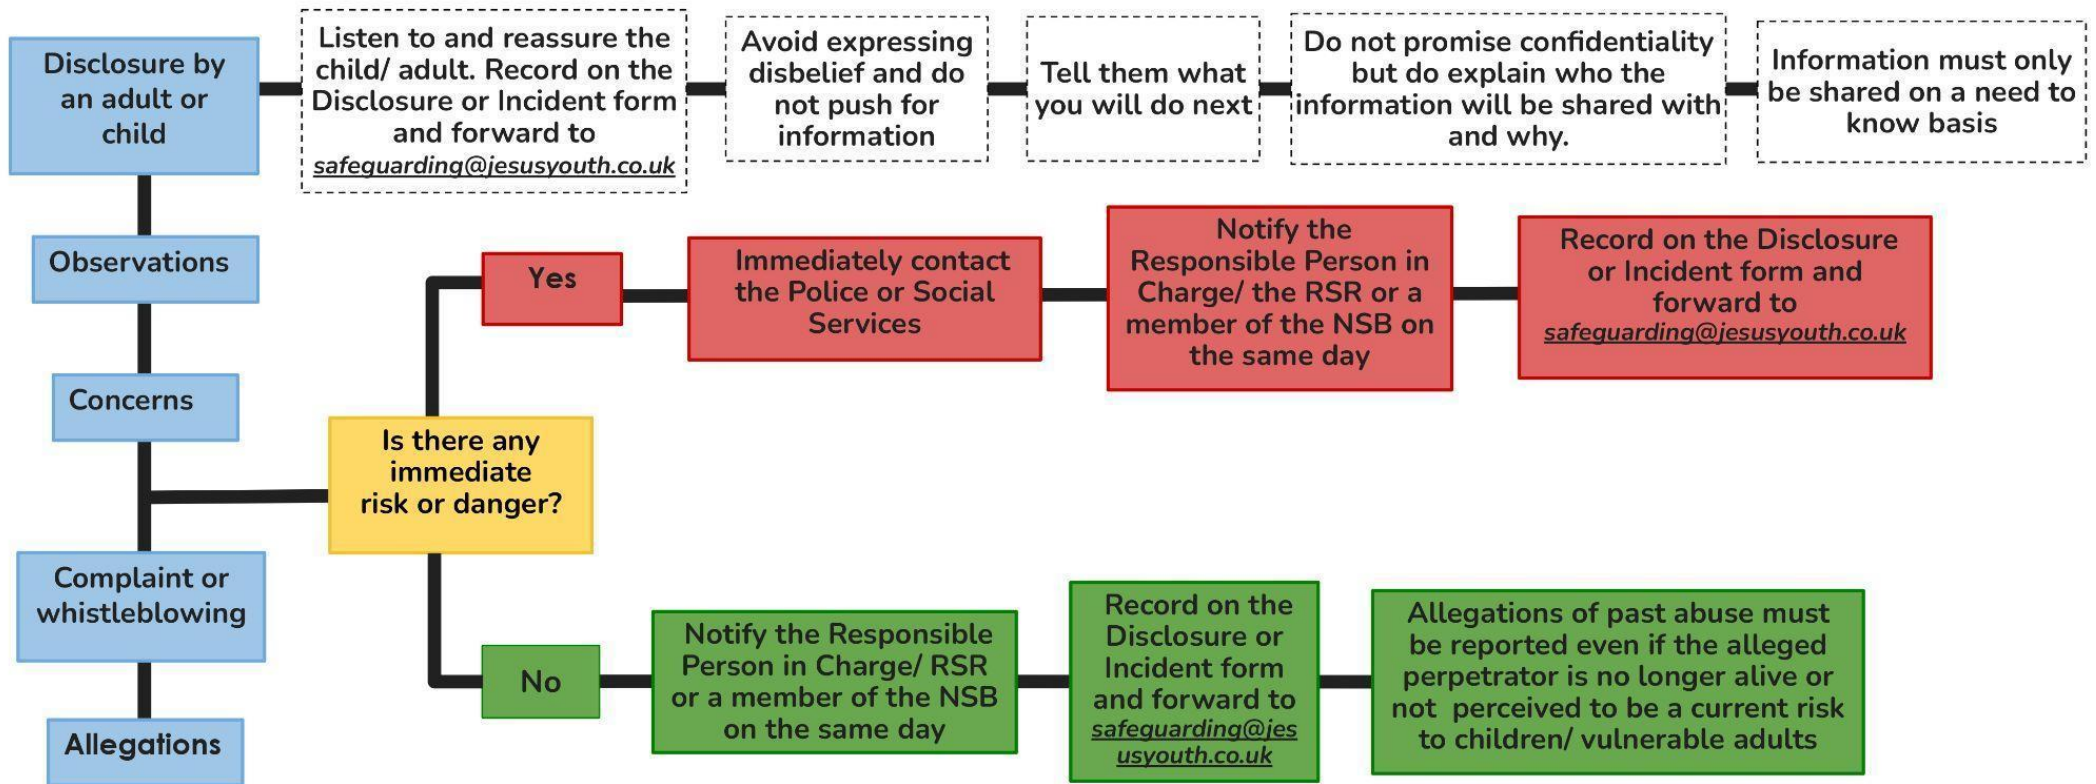 Disclosure by
an adult or
child
Listen to and reassure the
child/ adult. Record on the
Disclosure or Incident form
and forward to
safeguarding@jesusyouth.co.uk
Avoid expressing
disbelief and do
not push for
information
Tell them what
you will do next
Do not promise confidentiality
but do explain who the
information will be shared with
and why.
Information must only
be shared on a need to
know basis
Observations
Concerns
Complaint or
whistleblowing
Allegations
Is there any
immediate
risk or danger?
Yes
Immediately contact
the Police or Social
Services
Notify the
Responsible Person in
Charge/ the RSR or a
member of the NSB on
the same day
Record on the Disclosure
or Incident form and
forward to
safeguarding@jesusyouth.co.uk
No
Notify the Responsible
Person in Charge/ RSR
or a member of the NSB
on the same day
Record on the
Disclosure or
Incident form
and forward to
safeguarding@jes
usyouth.co.uk
Allegations of past abuse must
be reported even if the alleged
perpetrator is no longer alive or
not perceived to be a current risk
to children/ vulnerable adults